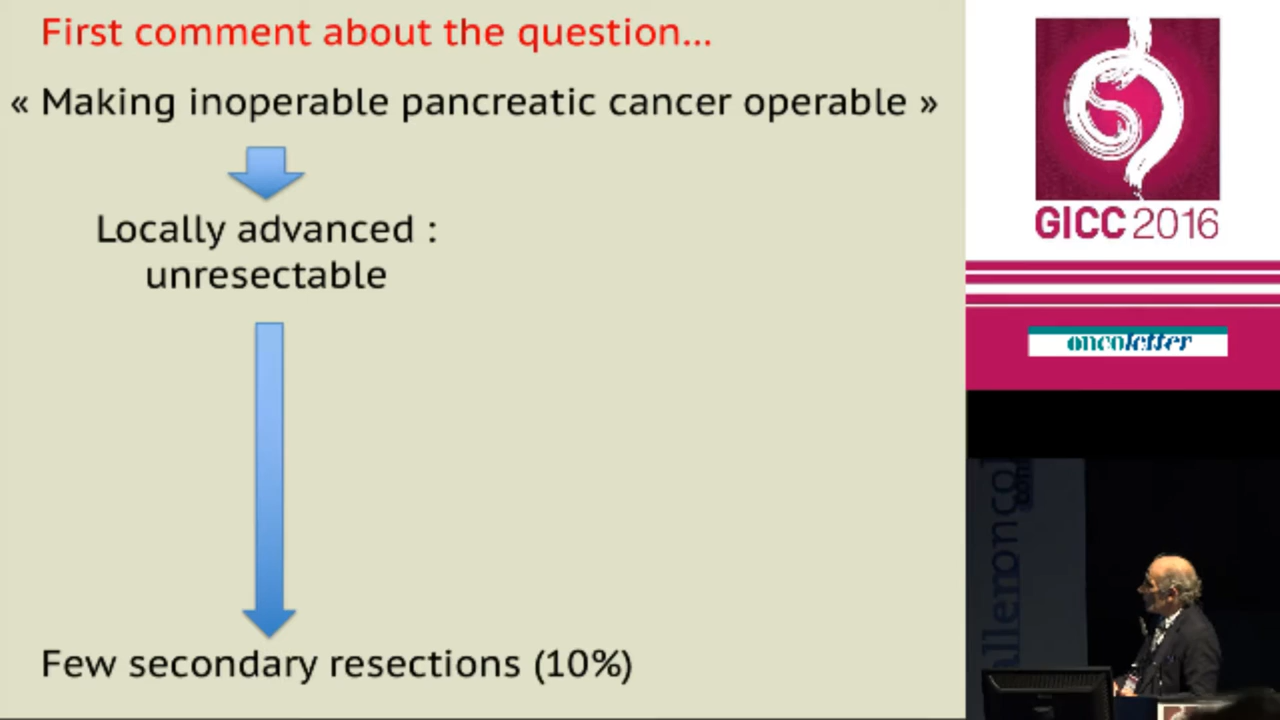 First comment about the question...
« Making inoperable pancreatic cancer operable »
Locally advanced :
unresectable
Few secondary resections (10%)
GICC 2016
oncoletter